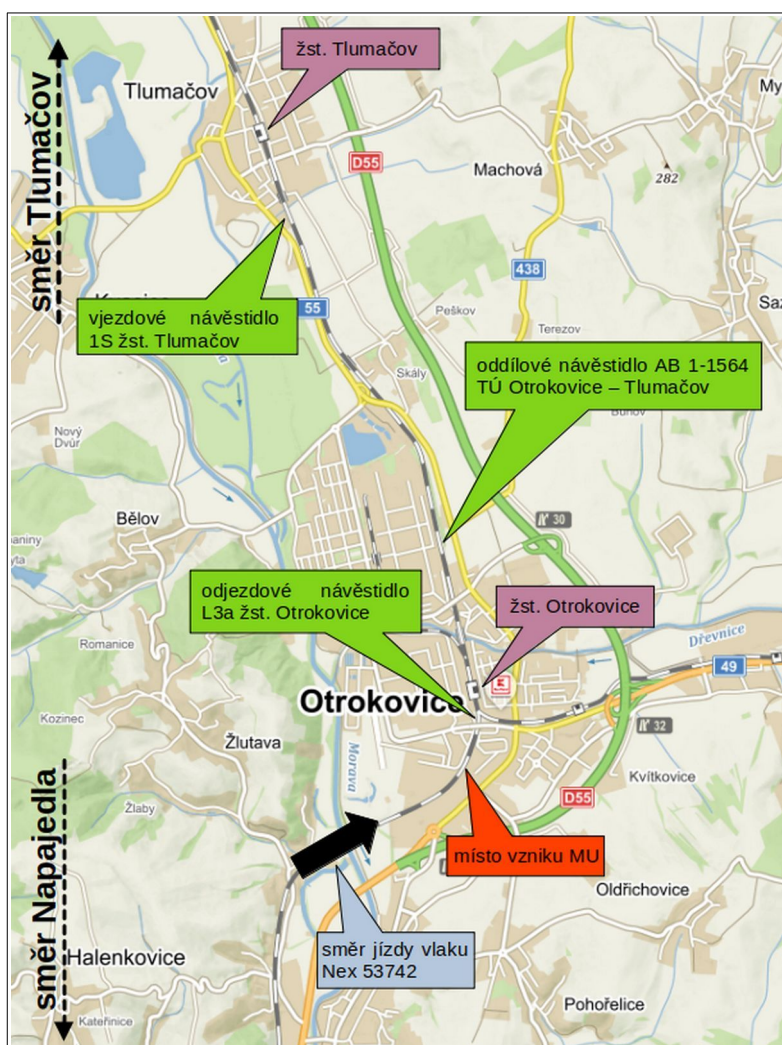 směr Tlumačov
žst. Tlumačov
Tlumačov
My
D55
Machová
282
438
vjezdové návěstidlo
1S žst. Tlumačov
55
Peškov
Saz
Terezov
Skály
oddílové návěstidlo AB 1-1564
TÚ Otrokovice – Tlumačov
Nový
Dvůr
Bělov
30
odjezdové návěstidlo
L3a žst. Otrokovice
žst. Otrokovice
Dřevnice
Romanice
49
Otrokovice
Kozinec
Žlutava
32
Morava
Kvítkovice
Žlaby
D55
místo vzniku MU
Oldřichovice
směr Napajedla
směr jízdy vlaku
Nex 53742
Halenkovice
Pohořelice
Kateřinice